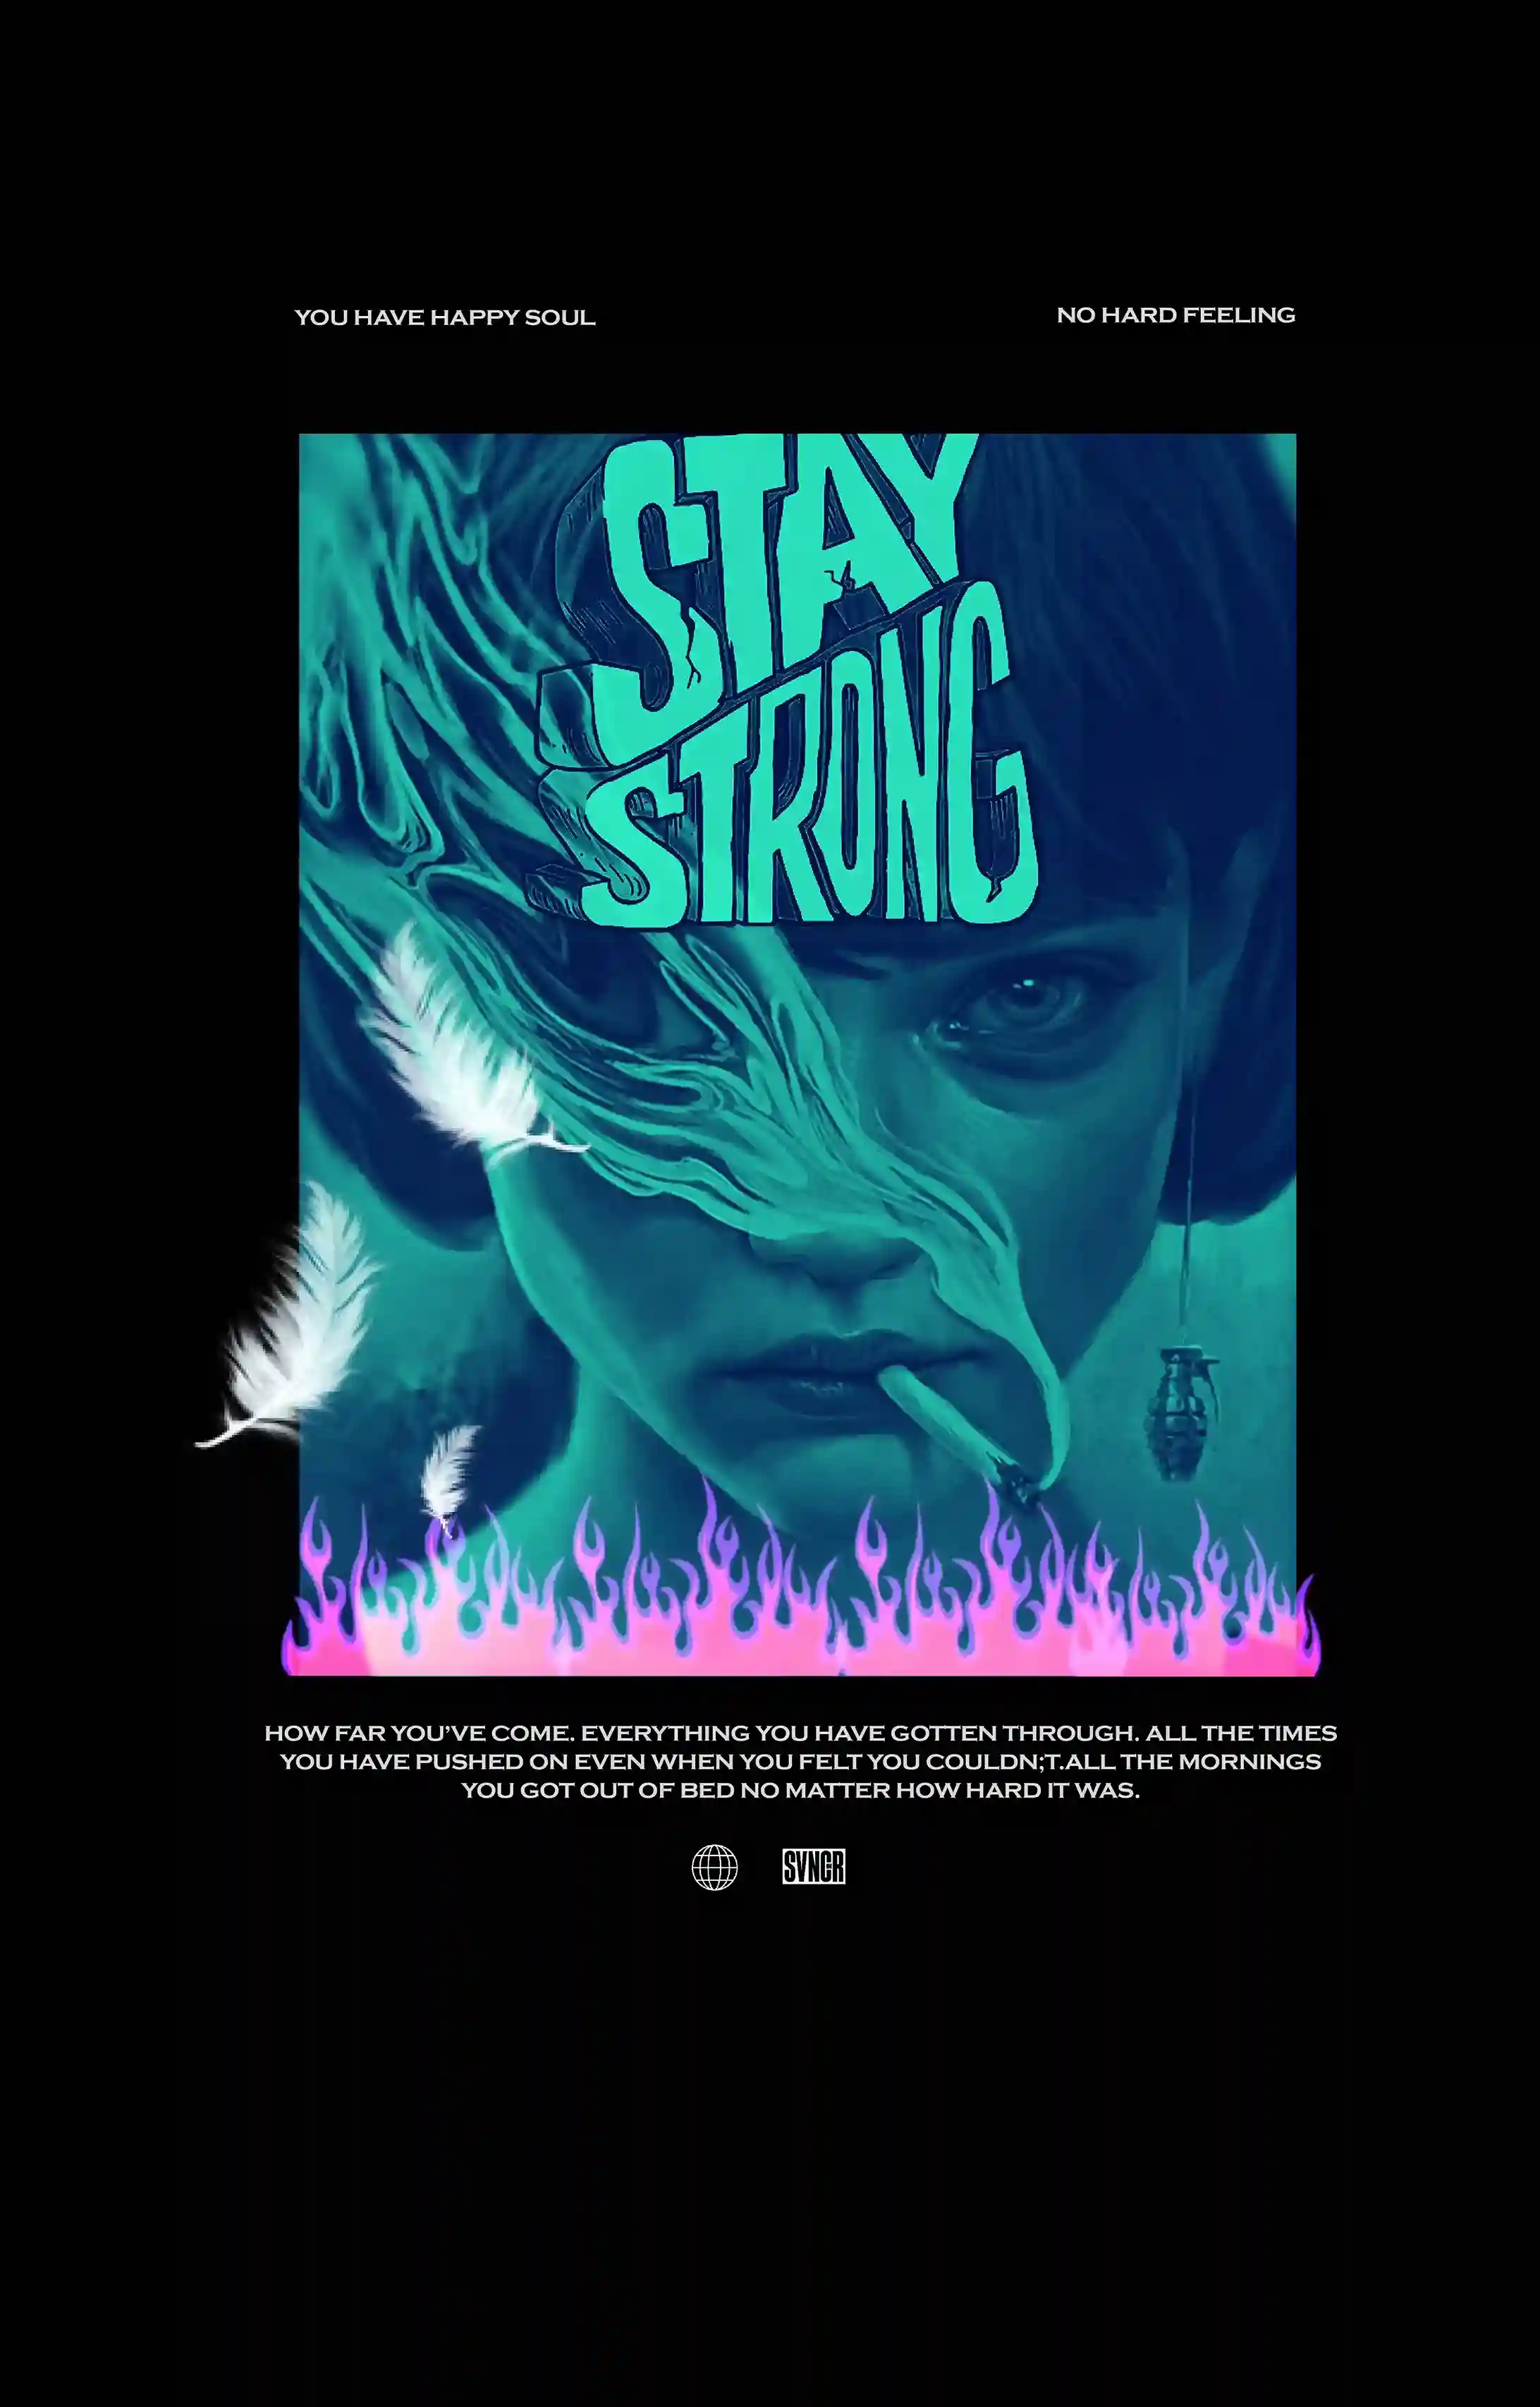 YOU HAVE HAPPY SOUL
NO HARD FEELING
STAY
STRONG
HOW FAR YOU'VE COME. EVERYTHING YOU HAVE GOTTEN THROUGH. ALL THE TIMES
YOU HAVE PUSHED ON EVEN WHEN YOU FELT YOU COULDN;T.ALL THE MORNINGS
YOU GOT OUT OF BED NO MATTER HOW HARD IT WAS.
SVNCR